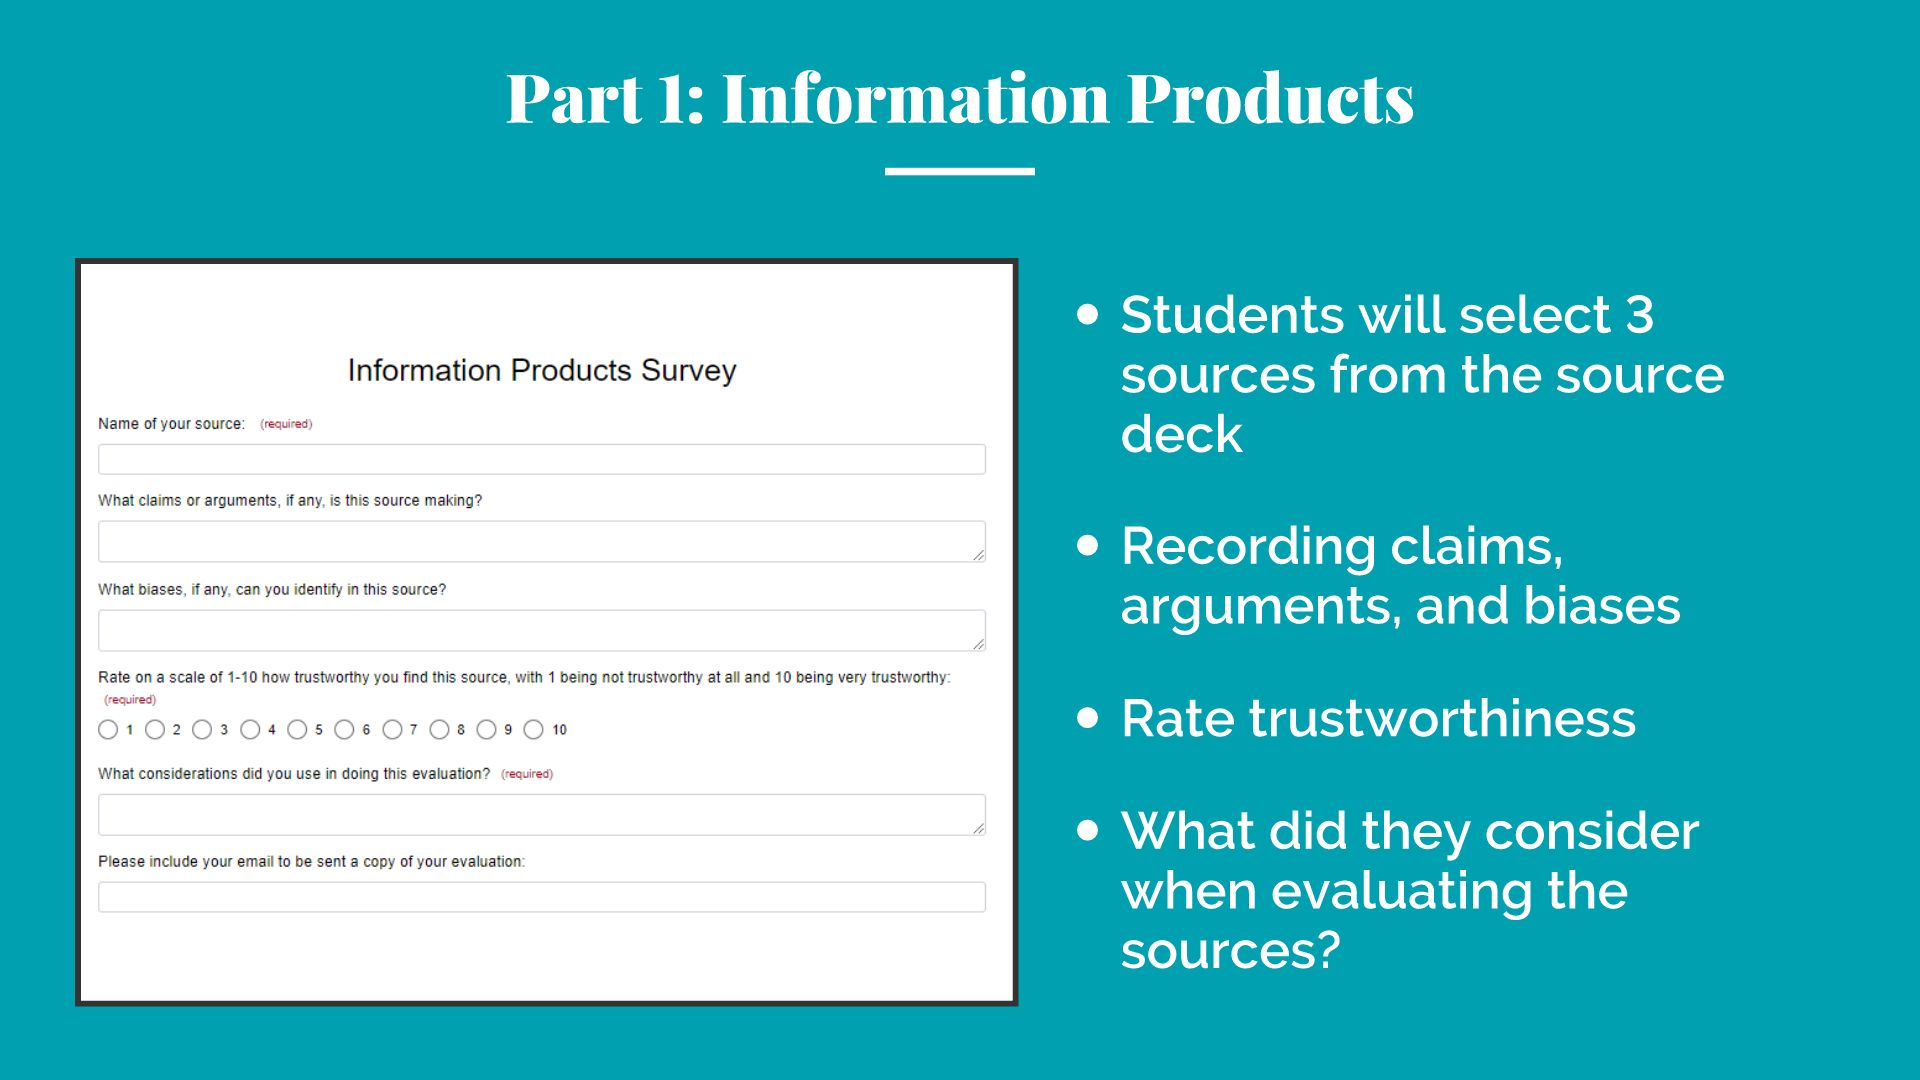 Part 1: Information Products
Information Products Survey
Name of your source: (required)
What claims or arguments, if any, is this source making?
What biases, if any, can you identify in this source?
Rate on a scale of 1-10 how trustworthy you find this source, with 1 being not trustworthy at all and 10 being very trustworthy:
(required)
1 2 3 4 5 6 7 8 9 10
What considerations did you use in doing this evaluation? (required)
Please include your email to be sent a copy of your evaluation:
• Students will select 3
sources from the source
deck
• Recording claims,
arguments, and biases
• Rate trustworthiness
• What did they consider
when evaluating the
sources?